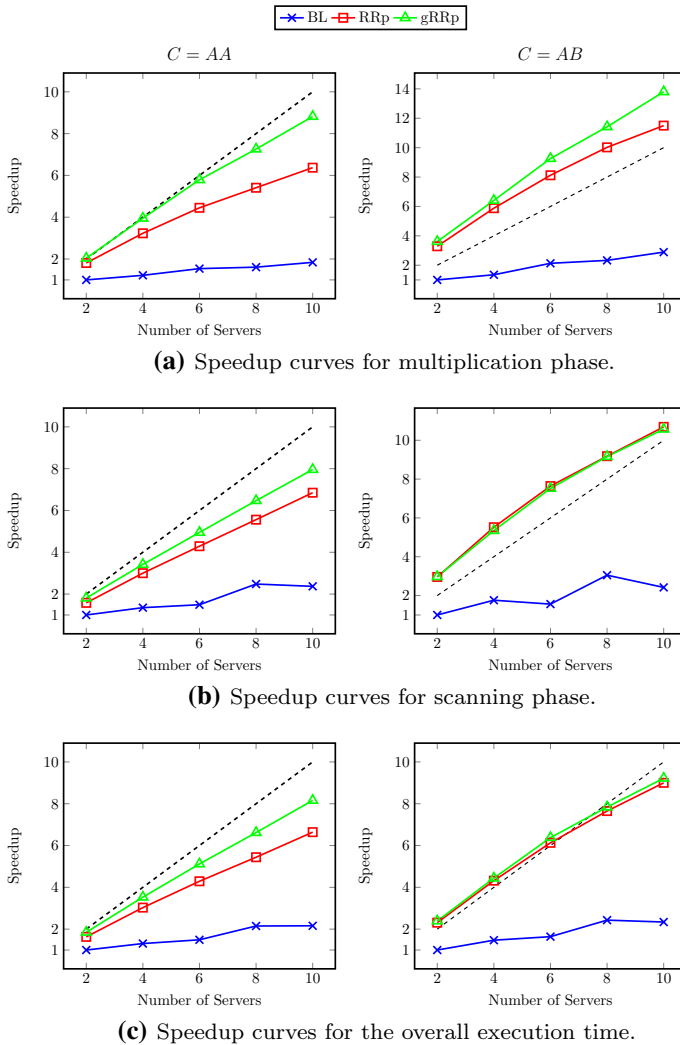 BL RRp gRRp
C = AA
C = AB
Speedup
10
8
6
4
2
1
2 4 6 8 10
Number of Servers
Speedup
14
12
10
8
6
4
2
1
2 4 6 8 10
Number of Servers
(a) Speedup curves for multiplication phase.
Speedup
10
8
6
4
2
1
2 4 6 8 10
Number of Servers
Speedup
10
8
6
4
2
1
2 4 6 8 10
Number of Servers
(b) Speedup curves for scanning phase.
Speedup
10
8
6
4
2
1
2 4 6 8 10
Number of Servers
Speedup
10
8
6
4
2
1
2 4 6 8 10
Number of Servers
(c) Speedup curves for the overall execution time.